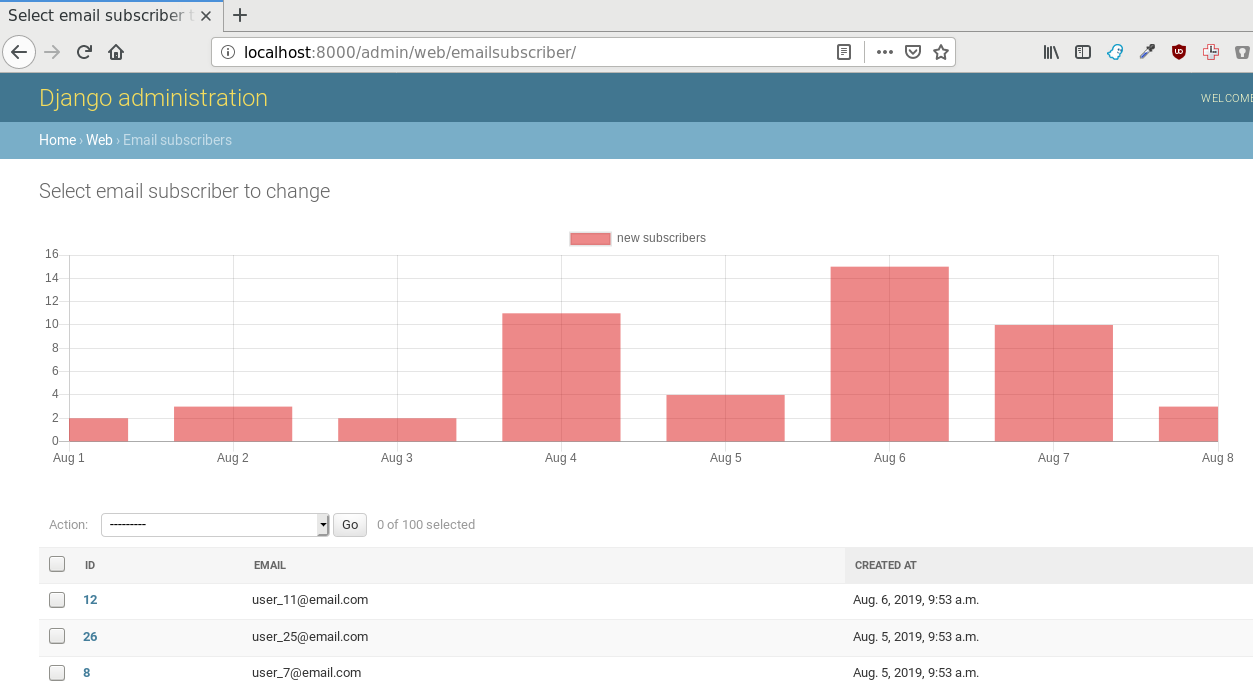 Select email subscriber t
localhost:8000/admin/web/emailsubscriber/
Django administration
WELCOME
Home › Web › Email subscribers
Select email subscriber to change
new subscribers
16
14
12
10
8
6
4
2
0
Aug 1 Aug 2 Aug 3 Aug 4 Aug 5 Aug 6 Aug 7 Aug 8
Action: --------- Go 0 of 100 selected
ID EMAIL CREATED AT
12 user_11@email.com Aug. 6, 2019, 9:53 a.m.
26 user_25@email.com Aug. 5, 2019, 9:53 a.m.
8 user_7@email.com Aug. 5, 2019, 9:53 a.m.